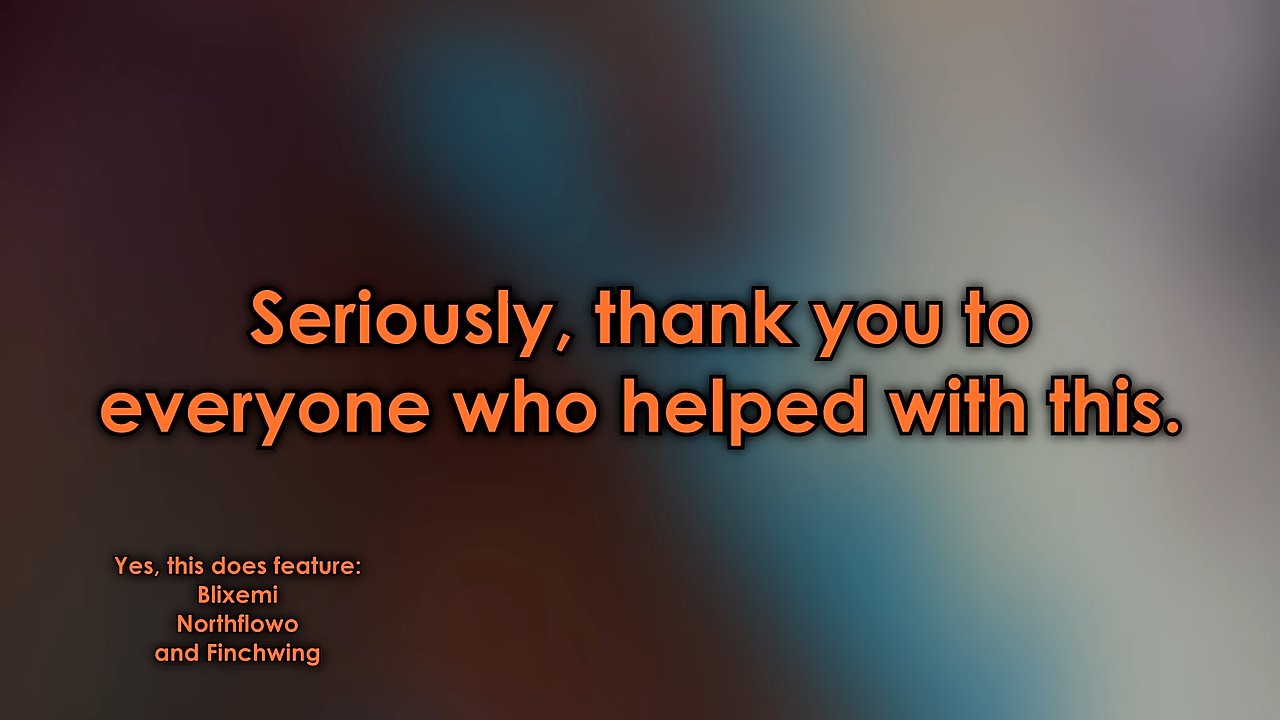 Seriously, thank you to
everyone who helped with this.
Yes, this does feature:
Blixemi
Northflowo
and Finchwing